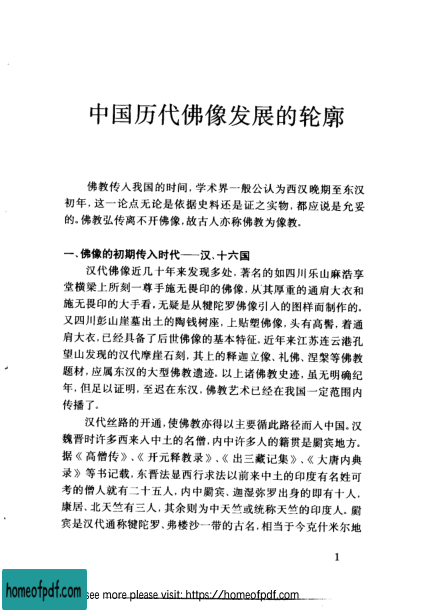 中国历代佛像发展的轮廓
佛教传入我国的时间，学术界一般公认为西汉晚期至东汉
初年，这一论点无论是依据史料还是证之实物，都应说是允妥
的。佛教弘传离不开佛像，故古人亦称佛教为像教。
一、佛像的初期传入时代——汉、十六国
汉代佛像近几十年来发现多处，著名的如四川乐山麻浩享
堂横梁上所刻一尊手施无畏印的佛像，从其厚重的通肩大衣和
施无畏印的大手看，无疑是从犍陀罗佛像引入的图样而制作的。
又四川彭山崖墓出土的陶钱树座，上贴塑佛像，头有高髻，着通
肩大衣，已经具备了后世佛像的基本特征。近年来江苏连云港孔
望山发现的汉代摩崖石刻，其上的释迦立像、礼佛、涅槃等佛教
题材，应属东汉的大型佛教遗迹。以上诸佛教史迹，虽无明确纪
年，但足以证明，至迟在东汉，佛教艺术已经在我国一定范围内
传播了。
汉代丝路的开通，使佛教亦得以主要循此路径而入中国。汉
魏晋时许多西来入中土的名僧，内中许多人的籍贯是罽宾地方。
据《高僧传》、《开元释教录》、《出三藏记集》、《大唐内典
录》等书记载，东晋法显西行求法以前来中土的印度有名姓可
考的僧人就有二十五人，内中罽宾、迦湿弥罗出身的即有十人，
康居、北天竺有三人，其余则为中天竺或统称天竺的印度人。罽
宾是汉代通称犍陀罗、弗楼沙一带的古名，相当于今克什米尔地
1
homeofpdf.com
see more please visit: https://homeofpdf.com